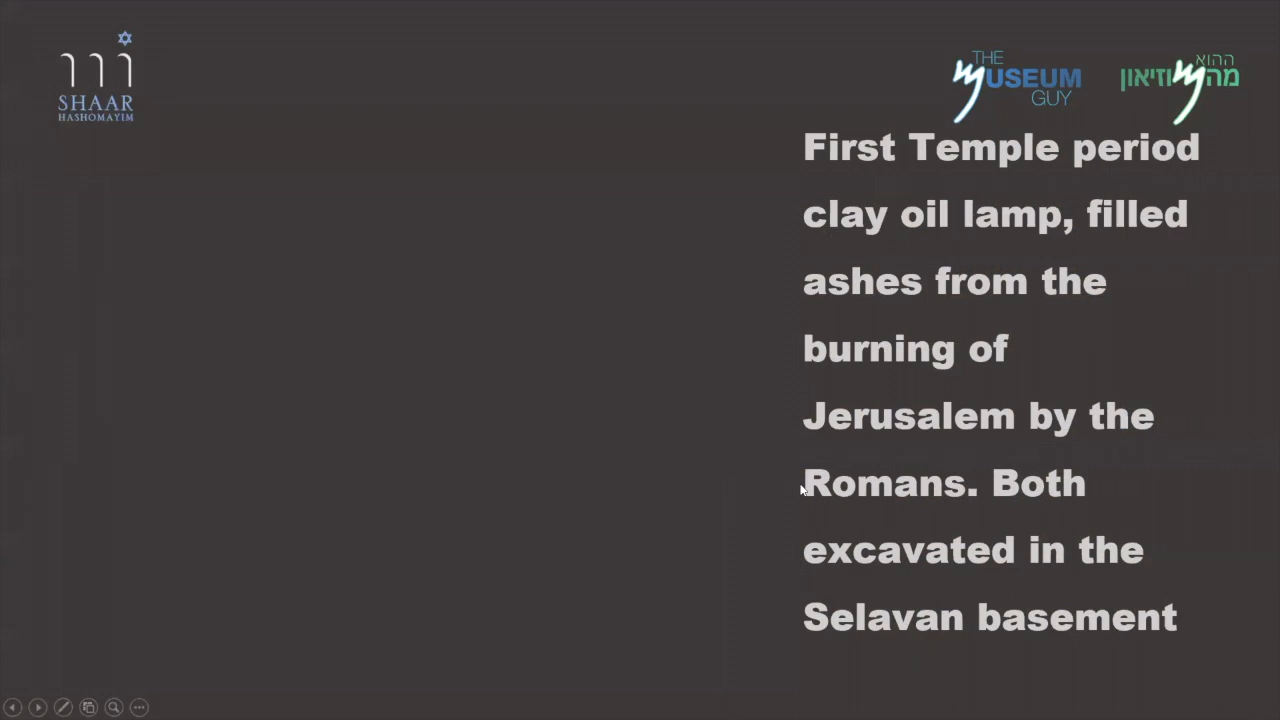 SHAAR
HASHOMAYIM
THE
MUSEUM
GUY
ההוא
מהמוזיאון
First Temple period
clay oil lamp, filled
ashes from the
burning of
Jerusalem by the
Romans. Both
excavated in the
Selavan basement